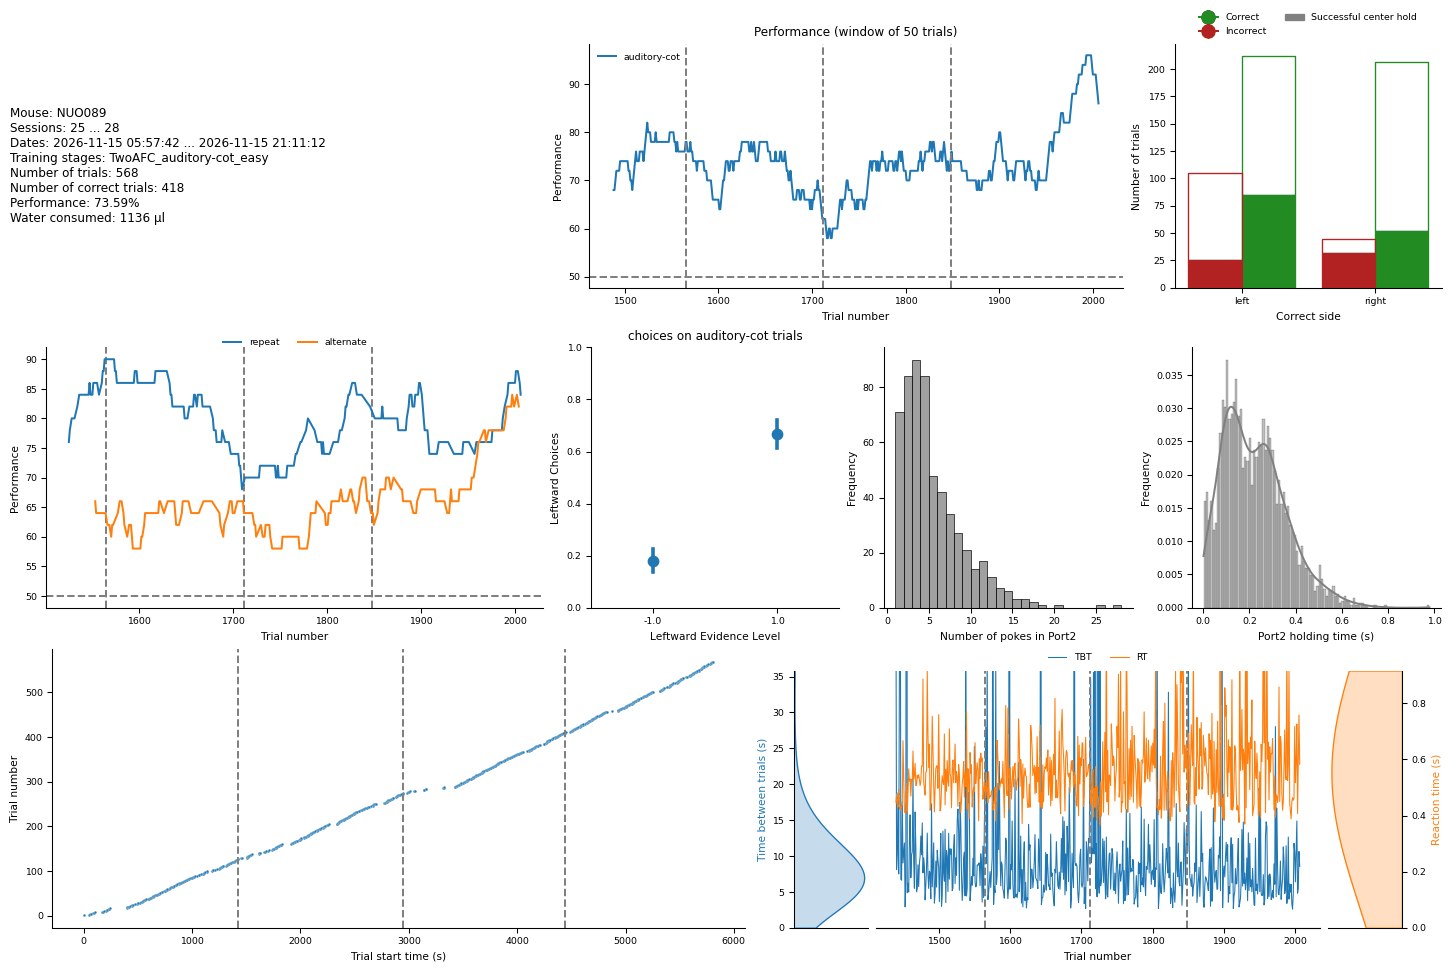 Mouse: NUO089
Sessions: 25 ... 28
Dates: 2026-11-15 05:57:42 ... 2026-11-15 21:11:12
Training stages: TwoAFC_auditory-cot_easy
Number of trials: 568
Number of correct trials: 418
Performance: 73.59%
Water consumed: 1136 µl
Performance (window of 50 trials)
auditory-cot
Performance
90
80
70
60
50
1500 1600 1700 1800 1900 2000
Trial number
Correct
Incorrect
Successful center hold
Number of trials
200
175
150
125
100
75
50
25
0
left right
Correct side
repeat alternate
Performance
90
85
80
75
70
65
60
55
50
1600 1700 1800 1900 2000
Trial number
choices on auditory-cot trials
Leftward Choices
1.0
0.8
0.6
0.4
0.2
0.0
-1.0 1.0
Leftward Evidence Level
Frequency
80
60
40
20
0
0 5 10 15 20 25
Number of pokes in Port2
Frequency
0.035
0.030
0.025
0.020
0.015
0.010
0.005
0.000
0.0 0.2 0.4 0.6 0.8 1.0
Port2 holding time (s)
Trial number
500
400
300
200
100
0
0 1000 2000 3000 4000 5000 6000
Trial start time (s)
TBT RT
Time between trials (s)
35
30
25
20
15
10
5
0
1500 1600 1700 1800 1900 2000
Trial number
0.8
0.6
0.4
0.2
0.0
Reaction time (s)